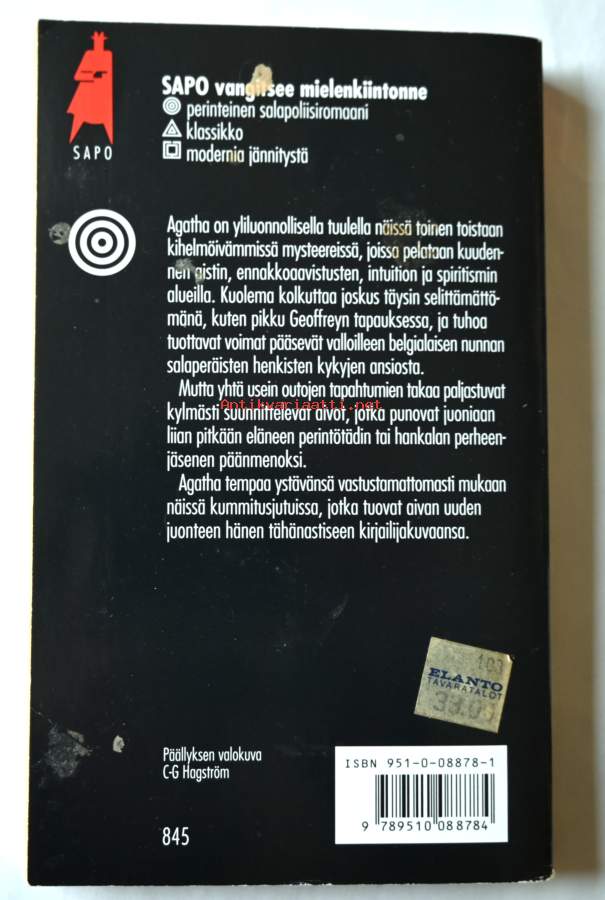 SAPO vangitsee mielenkiintonne
perinteinen salapoliisiromaani
klassikko
modernia jännitystä
SAPO
Agatha on yliluonnollisella tuulella näissä toinen toistaan
kihelmöivämmissä mysteereissä, joissa pelataan kuuden-
nen aistin, ennakkoaavistusten, intuition ja spiritismin
alueilla. Kuolema kolkuttaa joskus täysin selittämättö-
mänä, kuten pikku Geoffreyn tapauksessa, ja tuhoa
tuottavat voimat pääsevät valloilleen belgialaisen nunnan
salaperäisten henkisten kykyjen ansiosta.
Mutta yhtä usein outojen tapahtumien takaa paljastuvat
Antikvariaatti.net
kylmästi suunnittelevat aivot, jotka punovat juoniaan
liian pitkään eläneen perintötädin tai hankalan perheen-
jäsenen päänmenoksi.
Agatha tempaa ystävänsä vastustamattomasti mukaan
näissä kummitusjutuissa, jotka tuovat aivan uuden
juonteen hänen tähänastiseen kirjailijakuvaansa.
103
ELANTO
TAVARATALOT
Päällyksen valokuva
C-G Hagström
845
ISBN 951-0-08878-1
9 789510 088784